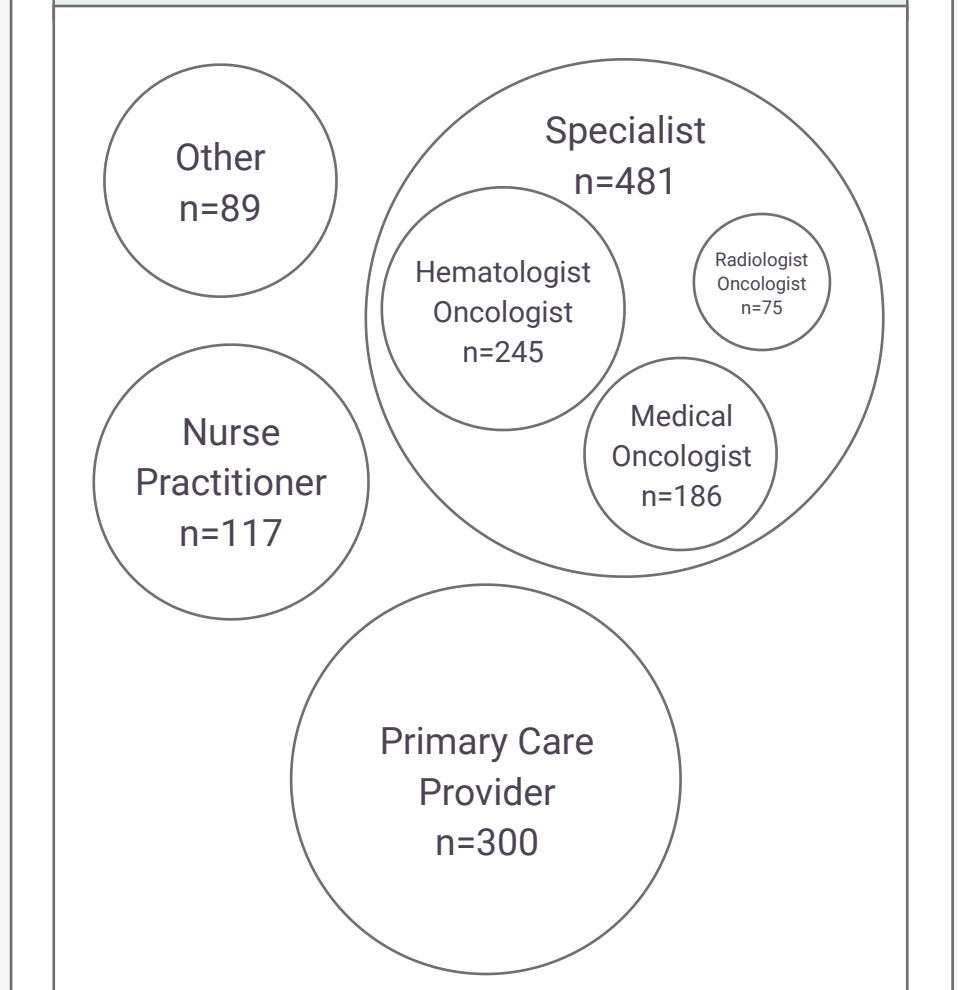 Other
n=89
Specialist
n=481
Hematologist
Oncologist
n=245
Radiologist
Oncologist
n=75
Medical
Oncologist
n=186
Nurse
Practitioner
n=117
Primary Care
Provider
n=300